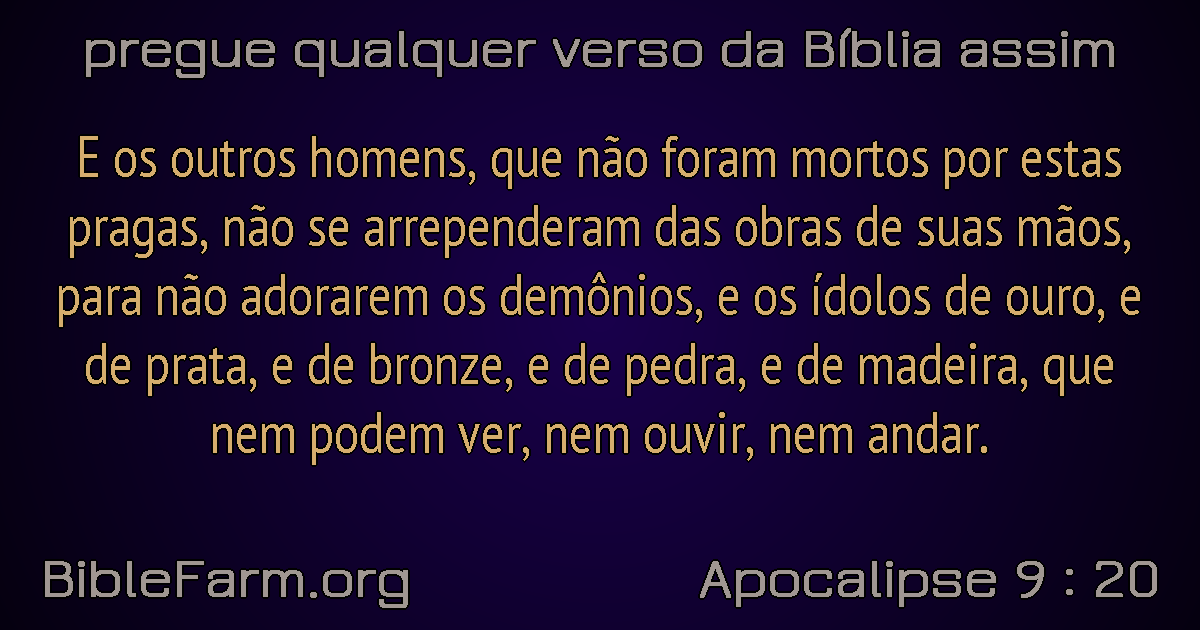 pregue qualquer verso da Bíblia assim
E os outros homens, que não foram mortos por estas
pragas, não se arrependeram das obras de suas mãos,
para não adorarem os demônios, e os ídolos de ouro, e
de prata, e de bronze, e de pedra, e de madeira, que
nem podem ver, nem ouvir, nem andar.
BibleFarm.org
Apocalipse 9 : 20